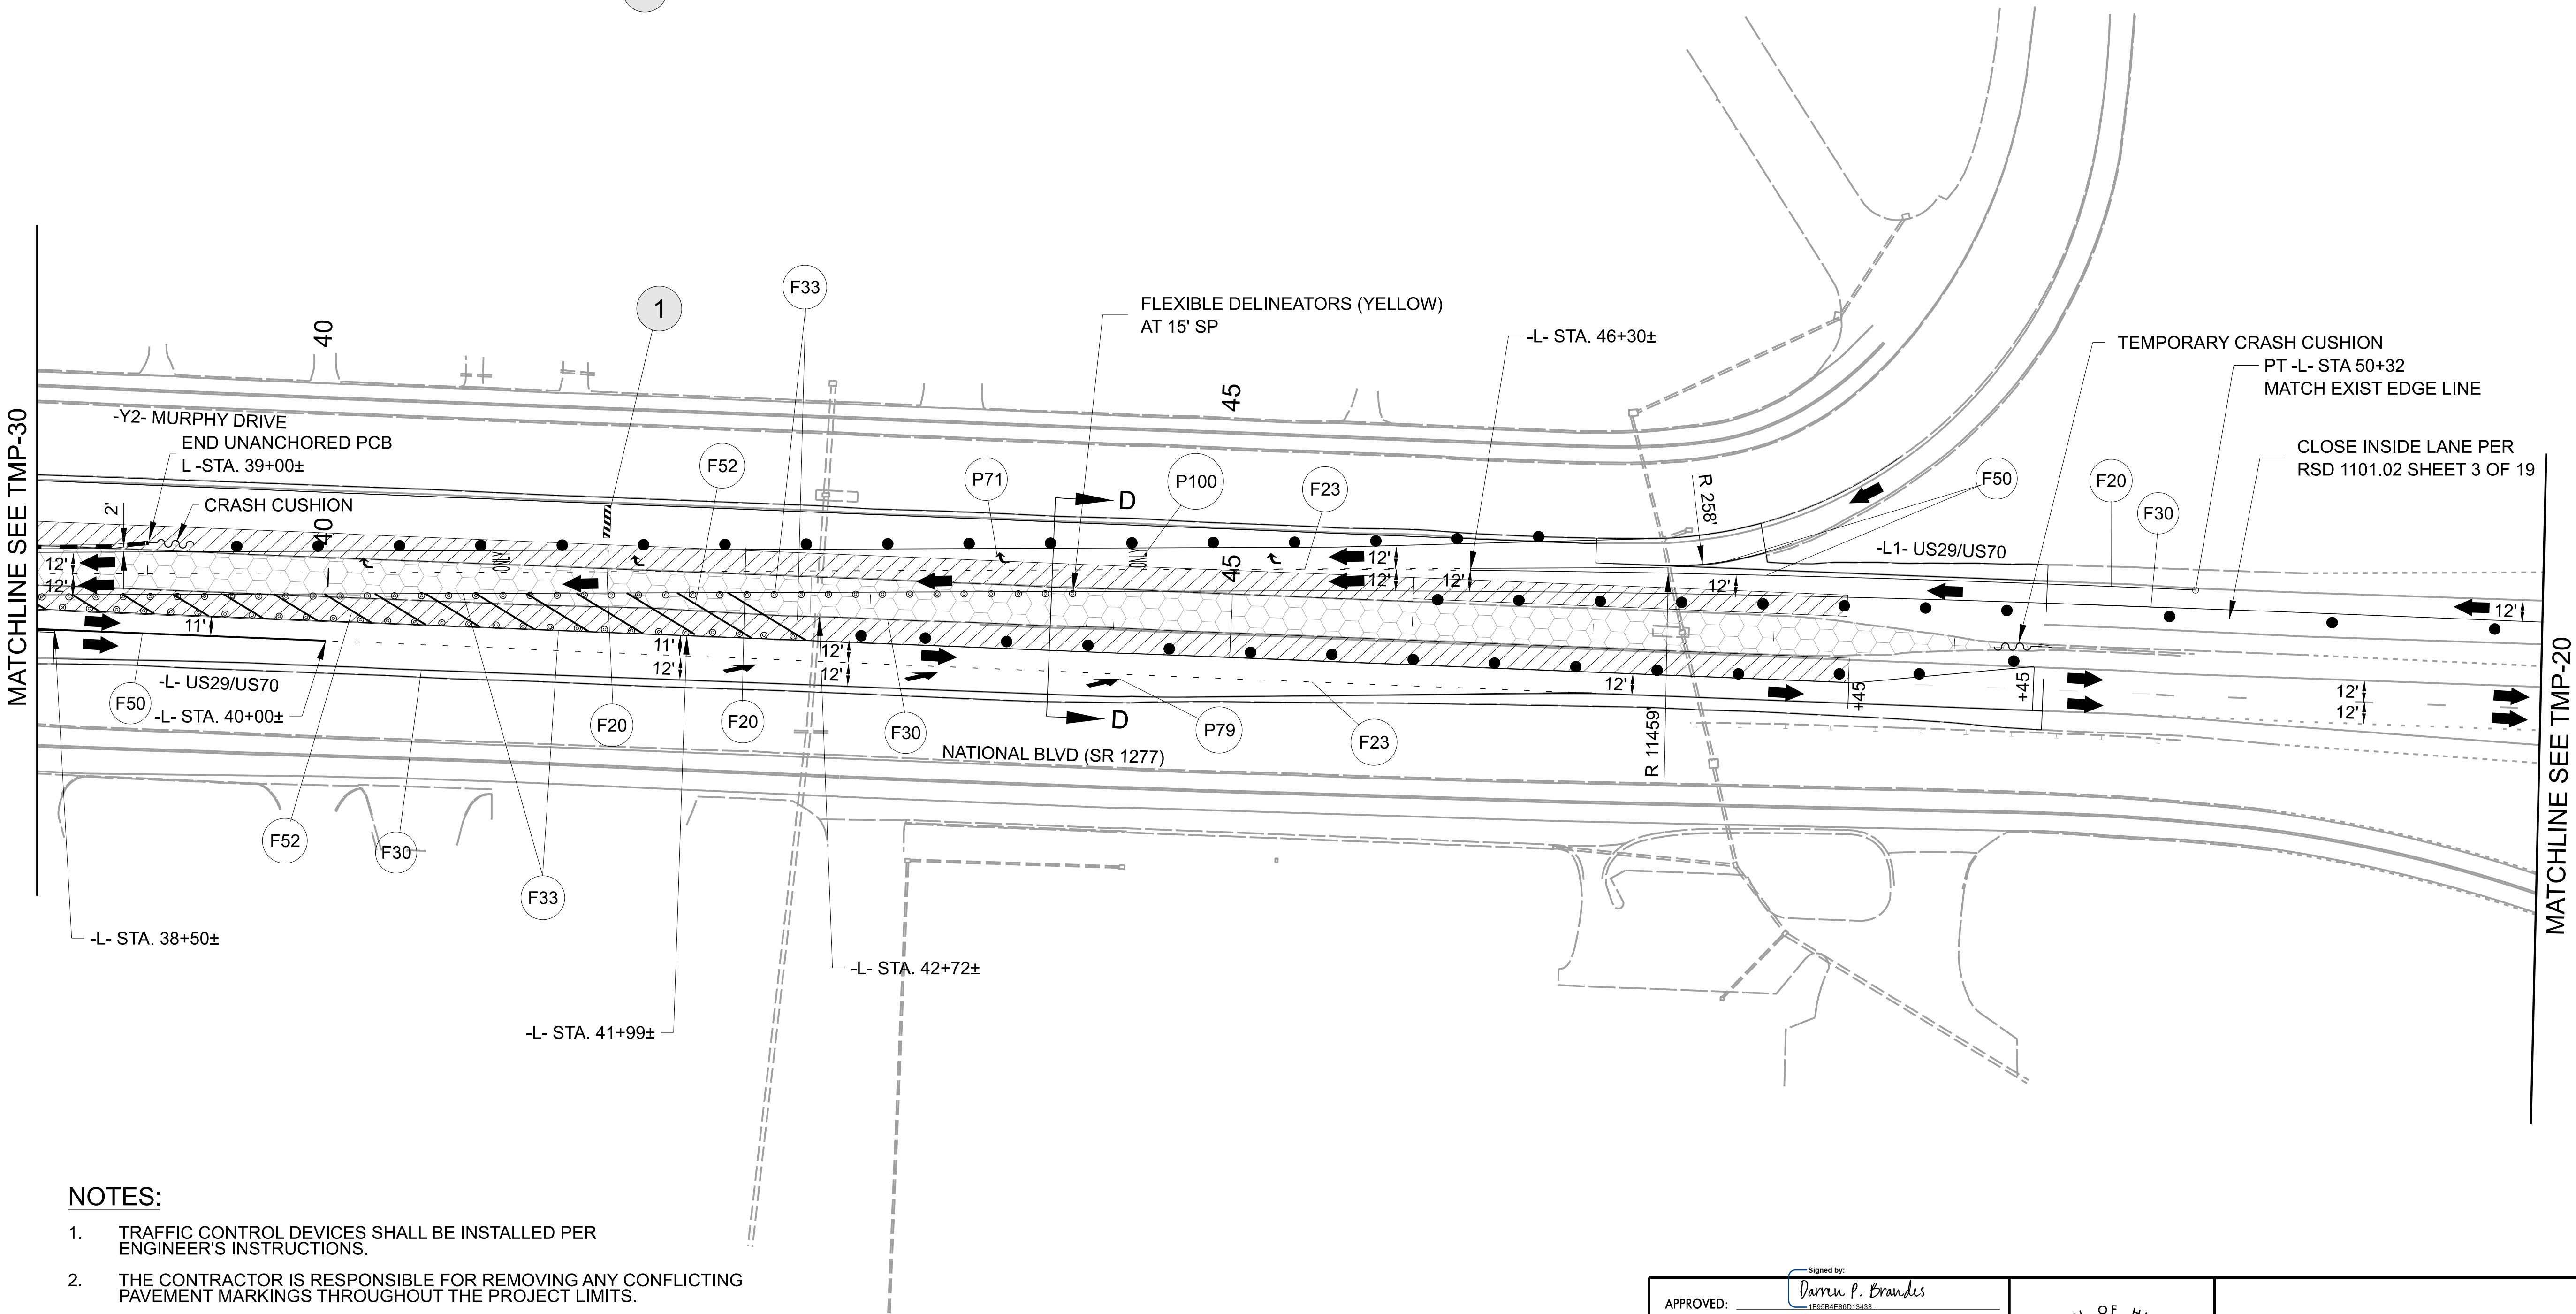 MATCHLINE SEE TMP-30
40
-Y2- MURPHY DRIVE
END UNANCHORED PCB
L -STA. 39+00±
CRASH CUSHION
2'
1
F33
FLEXIBLE DELINEATORS (YELLOW)
AT 15' SP
45
-L- STA. 46+30±
TEMPORARY CRASH CUSHION
PT -L- STA 50+32
MATCH EXIST EDGE LINE
CLOSE INSIDE LANE PER
RSD 1101.02 SHEET 3 OF 19
F52
P71
D
P100
F23
R 258'
F50
F20
F30
-L1- US29/US70
40
ONLY
ONLY
45
12'
12'
12'
12'
12'
12'
12'
11'
11'
12'
12'
12'
12'
R 11459'
+45
+45
12'
12'
F50
-L- US29/US70
-L- STA. 40+00±
F20
F20
F30
D
P79
F23
NATIONAL BLVD (SR 1277)
F52
F30
F33
-L- STA. 38+50±
-L- STA. 42+72±
-L- STA. 41+99±
MATCHLINE SEE TMP-20
NOTES:
1. TRAFFIC CONTROL DEVICES SHALL BE INSTALLED PER
ENGINEER'S INSTRUCTIONS.
2. THE CONTRACTOR IS RESPONSIBLE FOR REMOVING ANY CONFLICTING
PAVEMENT MARKINGS THROUGHOUT THE PROJECT LIMITS.
Signed by:
Darren P. Brandes
APPROVED:
1F95B4E86D13433...
OF